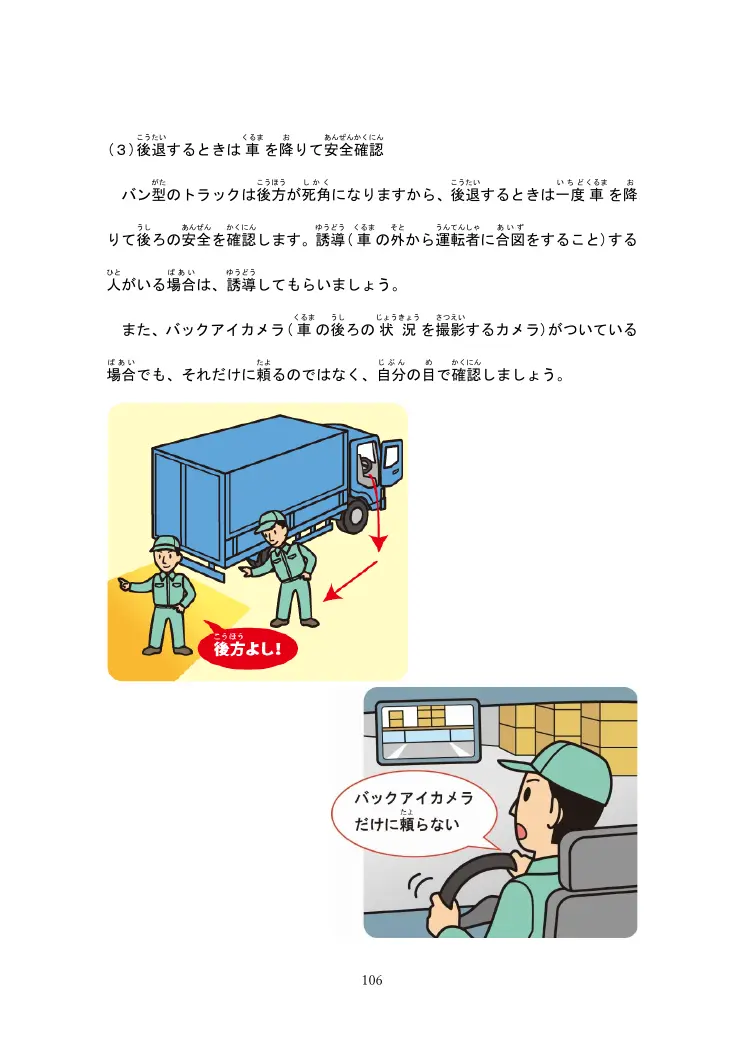 （３）後退するときは車を降りて安全確認
バン型のトラックは後方が死角になりますから、後退するときは一度車を降
りて後ろの安全を確認します。誘導（車の外から運転者に合図をすること）する
人がいる場合は、誘導してもらいましょう。
また、バックアイカメラ（車の後ろの状況を撮影するカメラ）がついている
場合でも、それだけに頼るのではなく、自分の目で確認しましょう。
後方よし！
バックアイカメラ
だけに頼らない
106